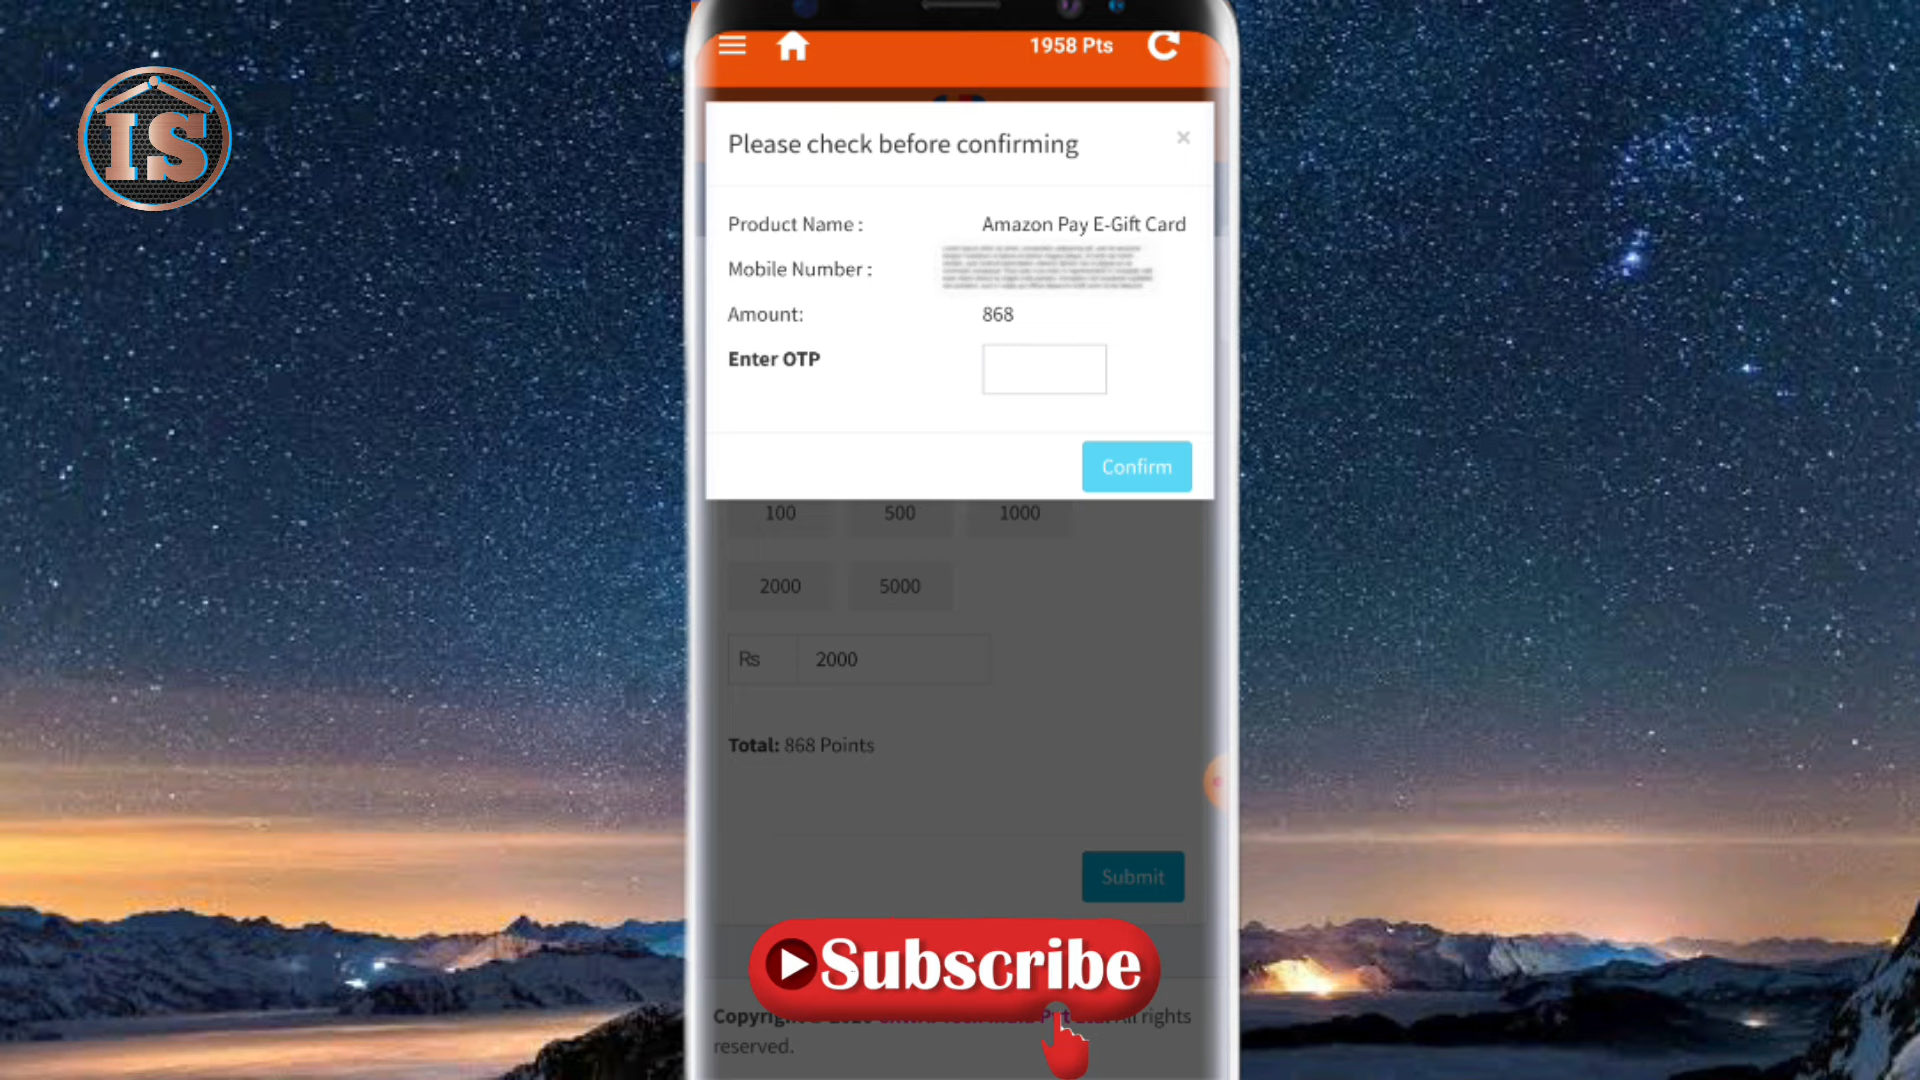 IS
1958 Pts
Please check before confirming
×
Product Name : Amazon Pay E-Gift Card
Mobile Number :
Amount: 868
Enter OTP
Confirm
100 500 1000
2000 5000
Rs 2000
Total: 868 Points
Submit
Subscribe
rights
reserved.